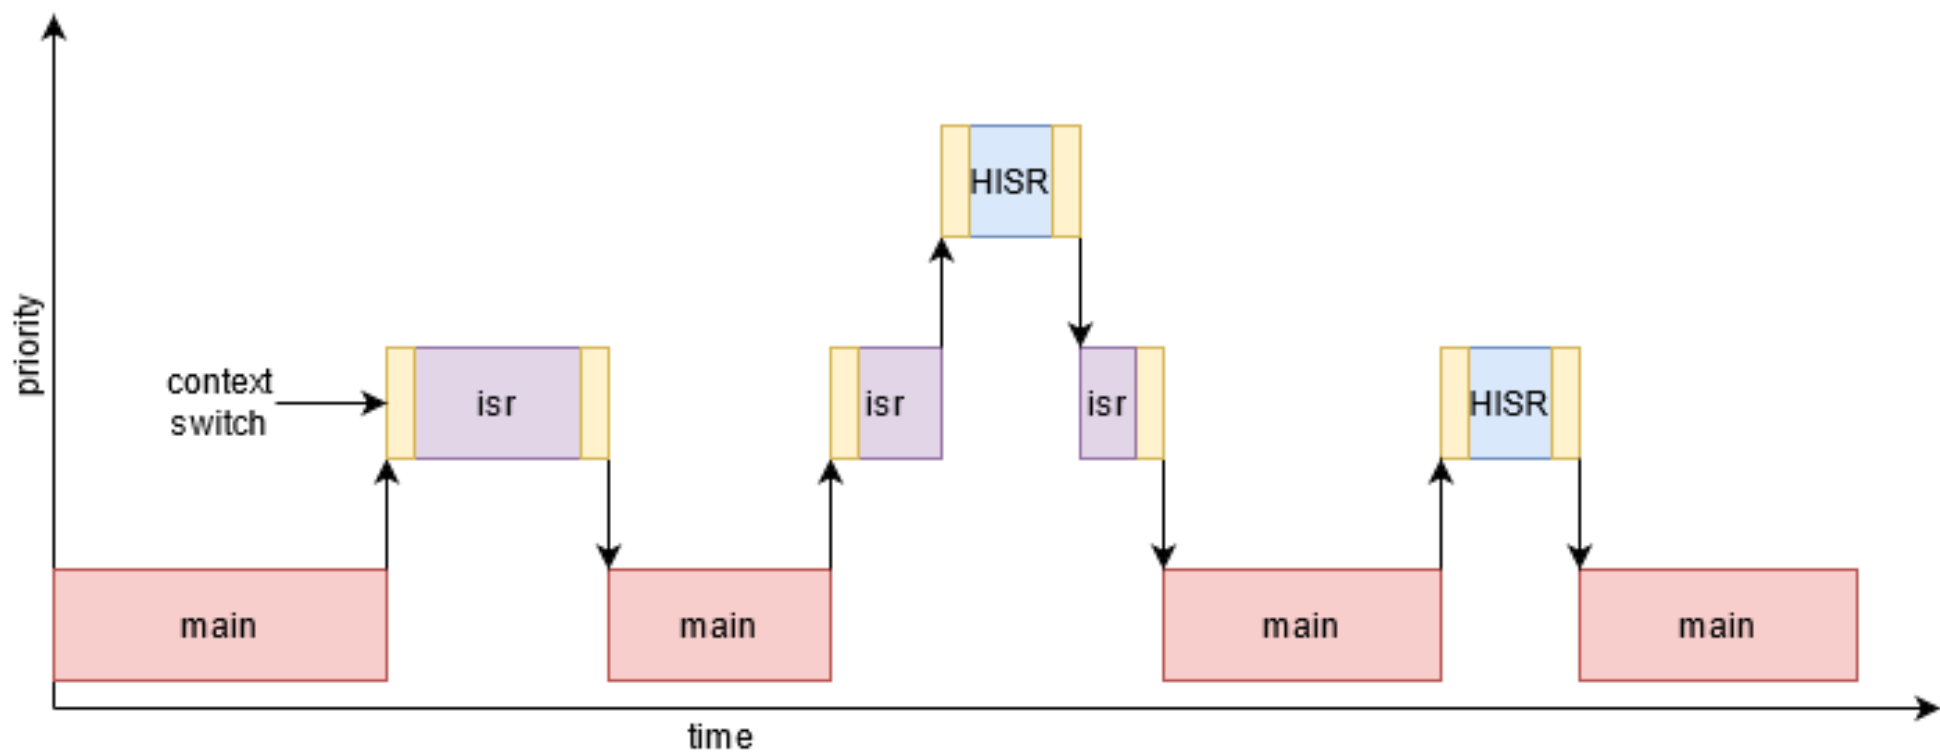 HISR
priority
context
switch
isr
isr
isr
HISR
main
main
main
main
time